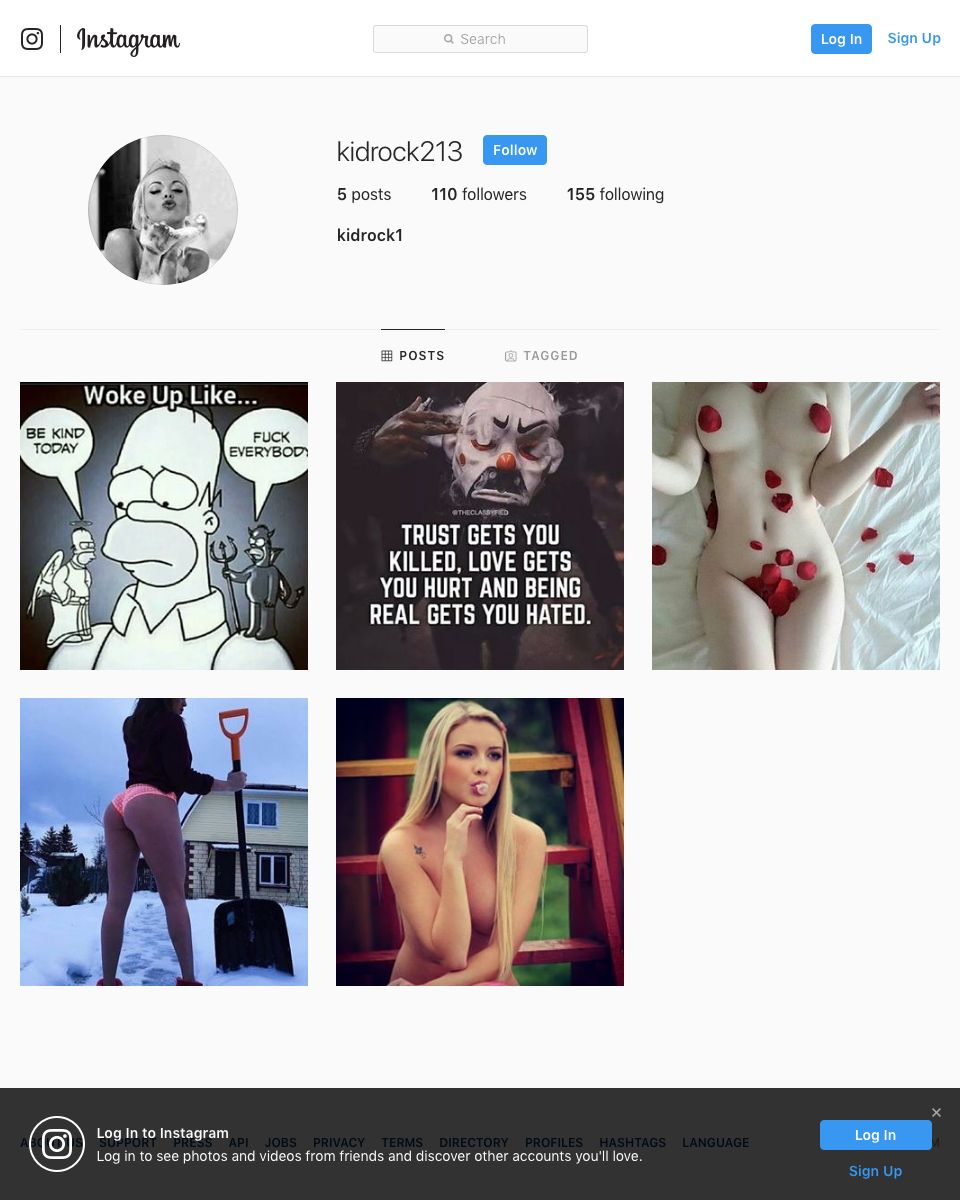 Instagram
Search
Log In
Sign Up
kidrock213
Follow
5 posts
110 followers
155 following
kidrock1
POSTS
TAGGED
Woke Up Like...
BE KIND
TODAY
FUCK
EVERYBODY
@THECLASSYFIED
TRUST GETS YOU
KILLED, LOVE GETS
YOU HURT AND BEING
REAL GETS YOU HATED.
Log In to Instagram
Log in to see photos and videos from friends and discover other accounts you'll love.
SUPPORT PRESS API JOBS PRIVACY TERMS DIRECTORY PROFILES HASHTAGS LANGUAGE
Log In
Sign Up